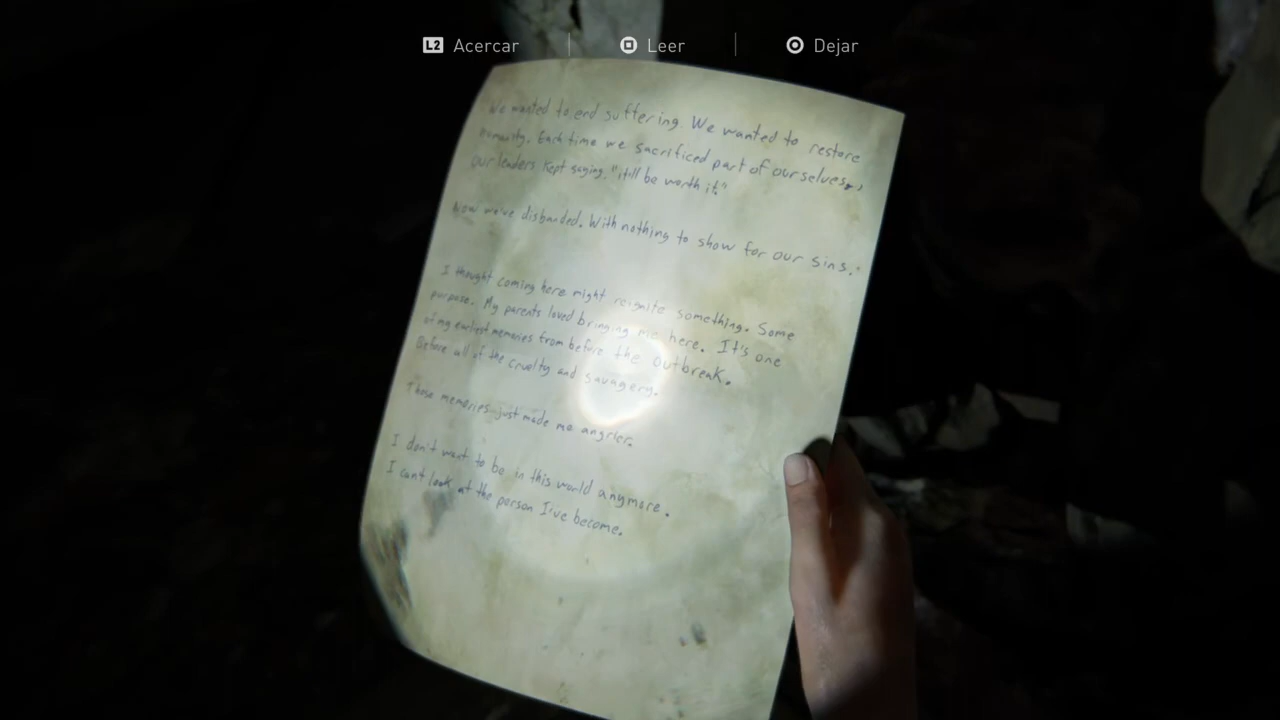 L2 Acercar Leer Dejar
We wanted to end suffering. We wanted to restore
humanity. Each time we sacrificed part of ourselves,
our leaders kept saying, "it'll be worth it."
Now we've disbanded. With nothing to show for our sins.
I thought coming here might reignite something. Some
purpose. My parents loved bringing me here. It's one
of my earliest memories from before the outbreak.
Before all of the cruelty and savagery.
Those memories just made me angrier.
I don't want to be in this world anymore.
I can't look at the person I've become.